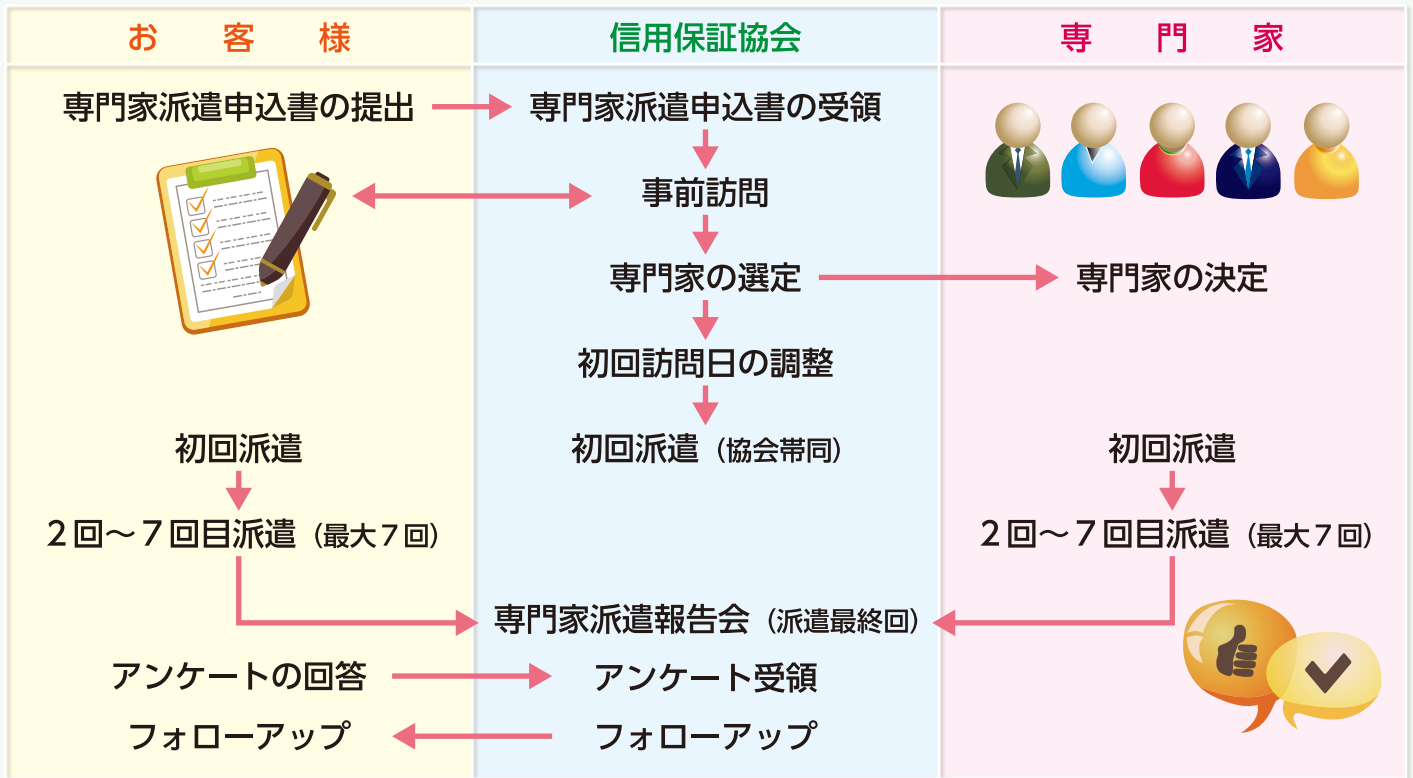 お客様
信用保証協会
専門家
専門家派遣申込書の提出
専門家派遣申込書の受領
事前訪問
専門家の選定
専門家の決定
初回訪問日の調整
初回派遣
初回派遣（協会帯同）
初回派遣
2回～7回目派遣（最大7回）
2回～7回目派遣（最大7回）
専門家派遣報告会（派遣最終回）
アンケートの回答
アンケート受領
フォローアップ
フォローアップ